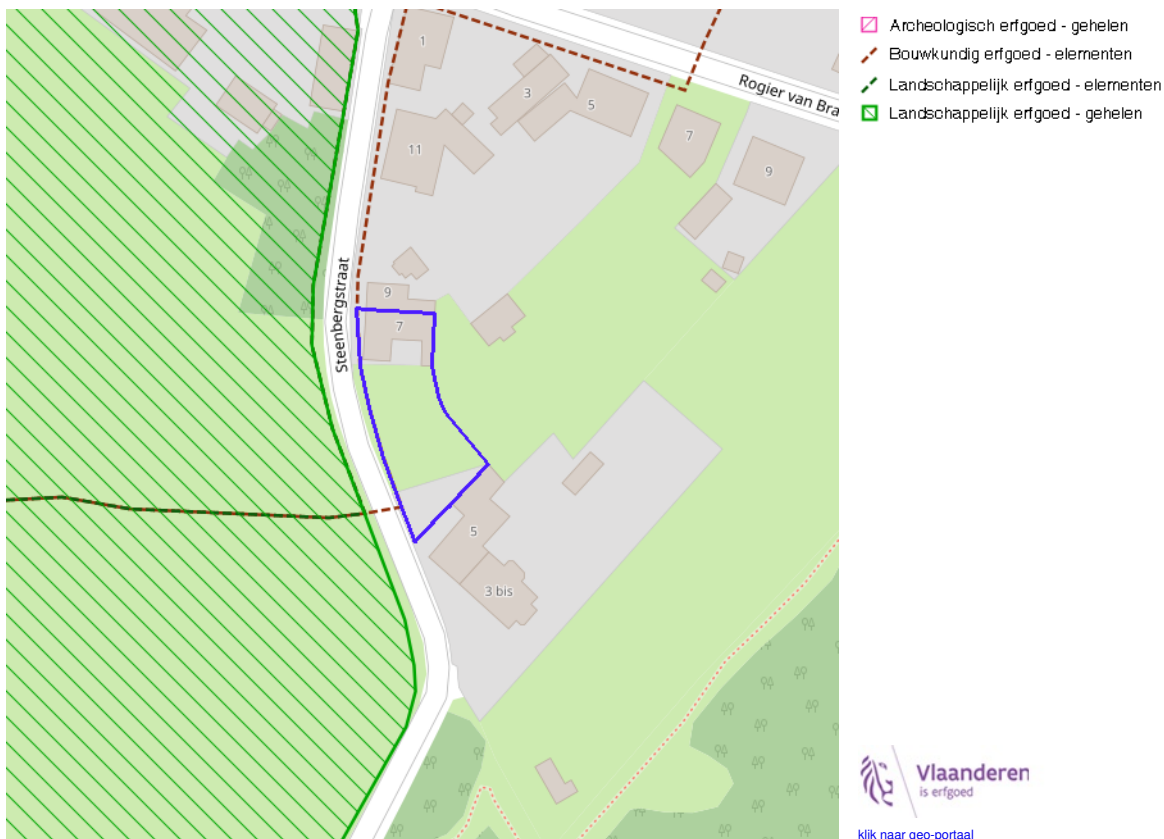 1
3
5
Rogier van Bra
7
9
11
9
7
Steenbergstraat
5
3 bis
Archeologisch erfgoed - gehelen
Bouwkundig erfgoed - elementen
Landschappelijk erfgoed - elementen
Landschappelijk erfgoed - gehelen
Vlaanderen
is erfgoed
klik naar geo-portaal